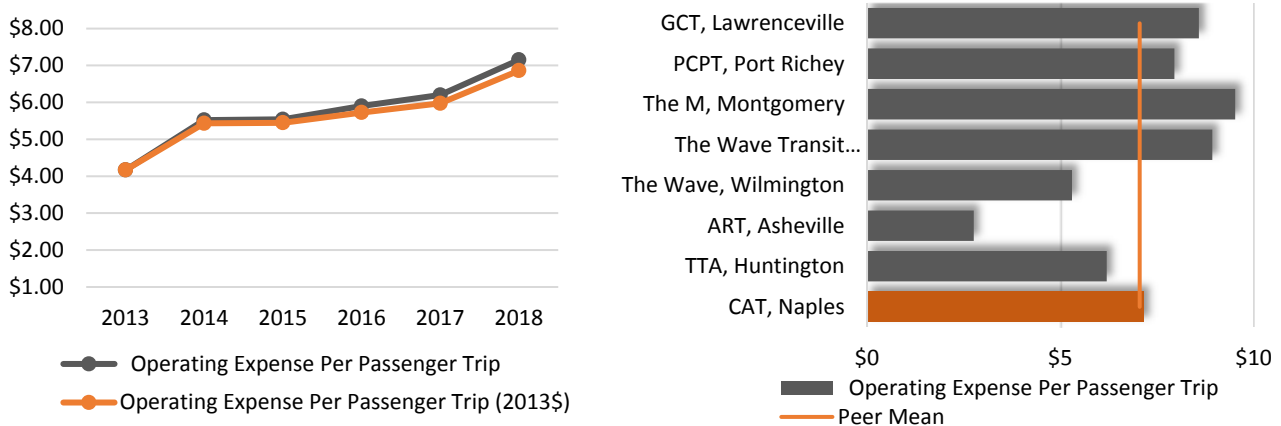 $8.00
$7.00
$6.00
$5.00
$4.00
$3.00
$2.00
$1.00
2013 2014 2015 2016 2017 2018
Operating Expense Per Passenger Trip
Operating Expense Per Passenger Trip (2013$)
GCT, Lawrenceville
PCPT, Port Richey
The M, Montgomery
The Wave Transit...
The Wave, Wilmington
ART, Asheville
TTA, Huntington
CAT, Naples
$0 $5 $10
Operating Expense Per Passenger Trip
Peer Mean